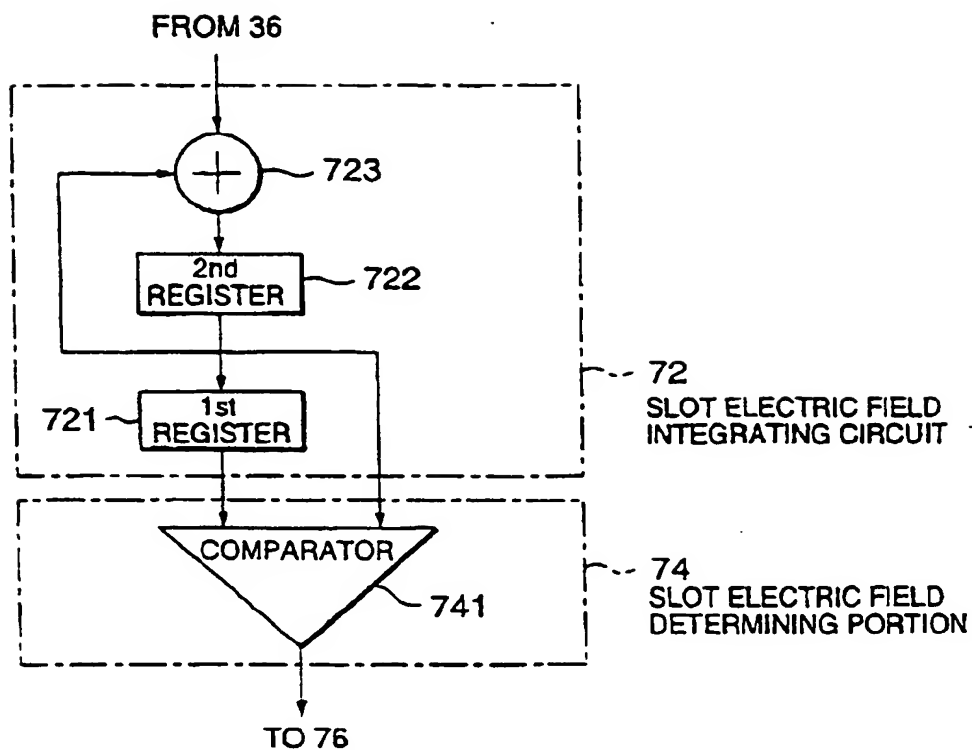 FROM 36
723
2nd
REGISTER
722
72
SLOT ELECTRIC FIELD
INTEGRATING CIRCUIT
721
1st
REGISTER
COMPARATOR
741
74
SLOT ELECTRIC FIELD
DETERMINING PORTION
TO 76